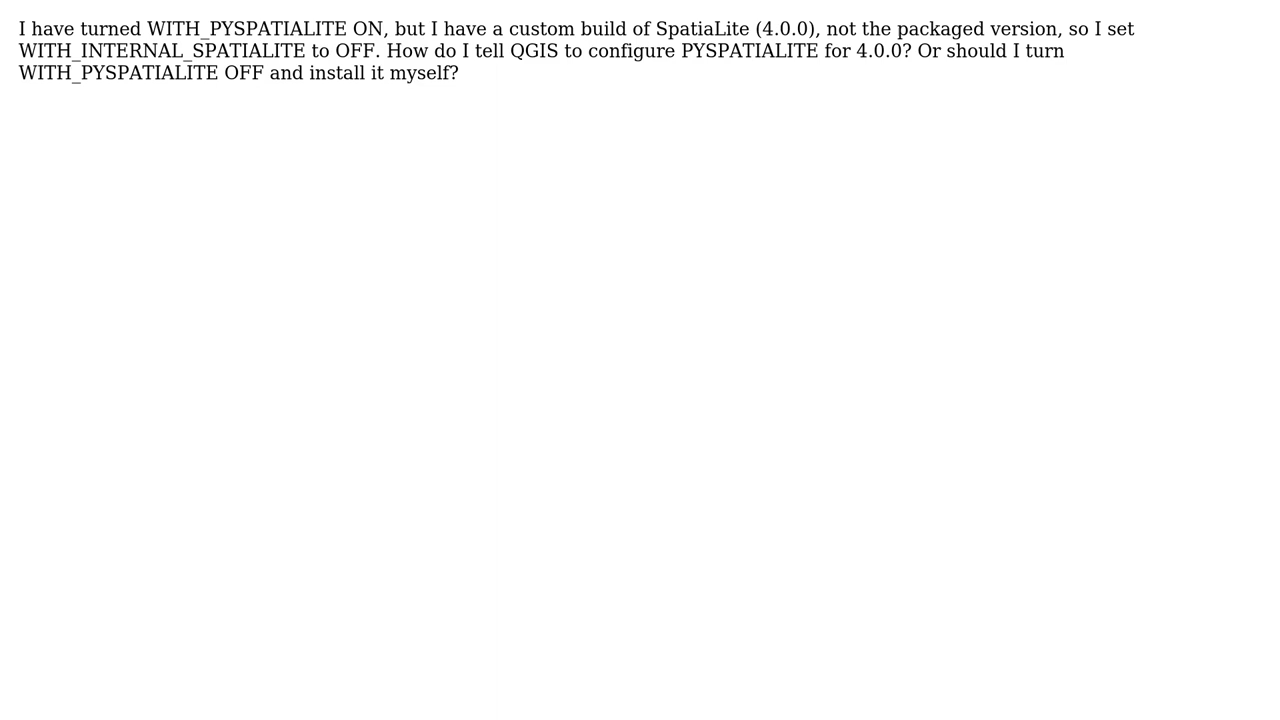 I have turned WITH_PYSPATIALITE ON, but I have a custom build of SpatiaLite (4.0.0), not the packaged version, so I set
WITH_INTERNAL_SPATIALITE to OFF. How do I tell QGIS to configure PYSPATIALITE for 4.0.0? Or should I turn
WITH_PYSPATIALITE OFF and install it myself?